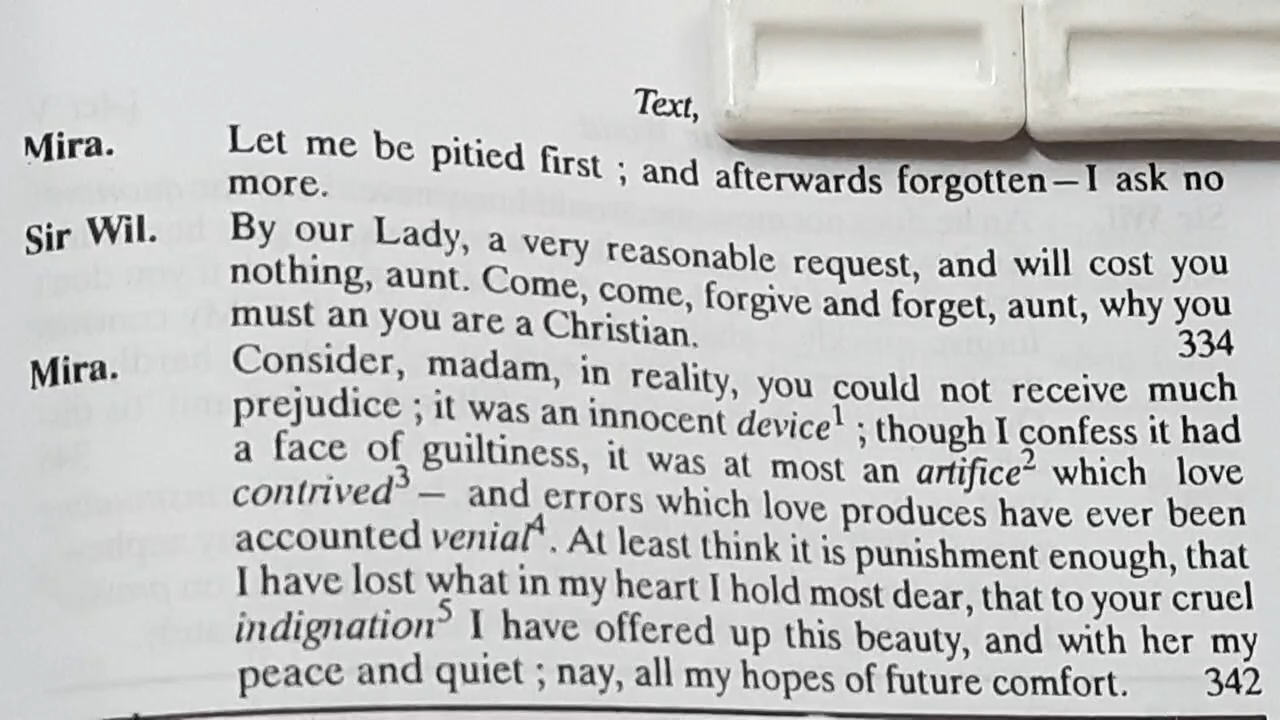 Text,
Mira. Let me be pitied first ; and afterwards forgotten—I ask no
more.
Sir Wil. By our Lady, a very reasonable request, and will cost you
nothing, aunt. Come, come, forgive and forget, aunt, why you
must an you are a Christian. 334
Mira. Consider, madam, in reality, you could not receive much
prejudice ; it was an innocent device¹ ; though I confess it had
a face of guiltiness, it was at most an artifice² which love
contrived³ — and errors which love produces have ever been
accounted venial⁴. At least think it is punishment enough, that
I have lost what in my heart I hold most dear, that to your cruel
indignation⁵ I have offered up this beauty, and with her my
peace and quiet ; nay, all my hopes of future comfort. 342